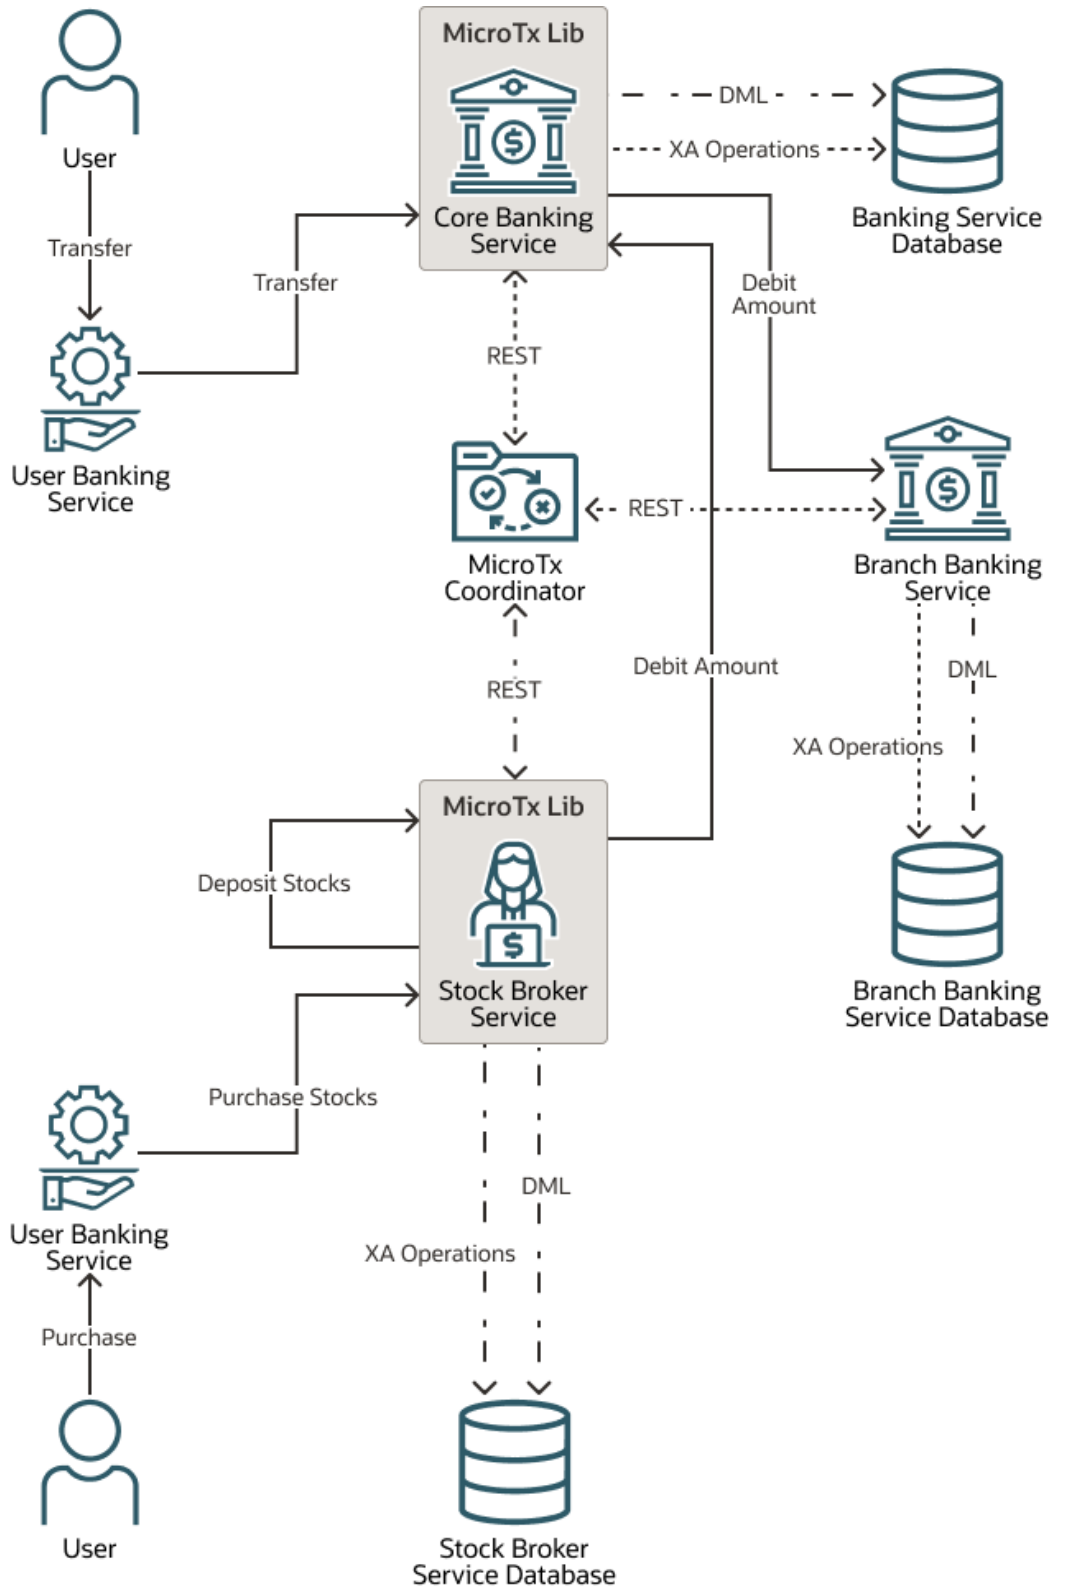 MicroTx Lib
User
Transfer
User Banking
Service
Transfer
Core Banking
Service
DML
XA Operations
Banking Service
Database
Debit
Amount
REST
MicroTx
Coordinator
REST
Branch Banking
Service
REST
Debit Amount
DML
XA Operations
Branch Banking
Service Database
MicroTx Lib
Deposit Stocks
Stock Broker
Service
Purchase Stocks
User Banking
Service
Purchase
User
DML
XA Operations
Stock Broker
Service Database